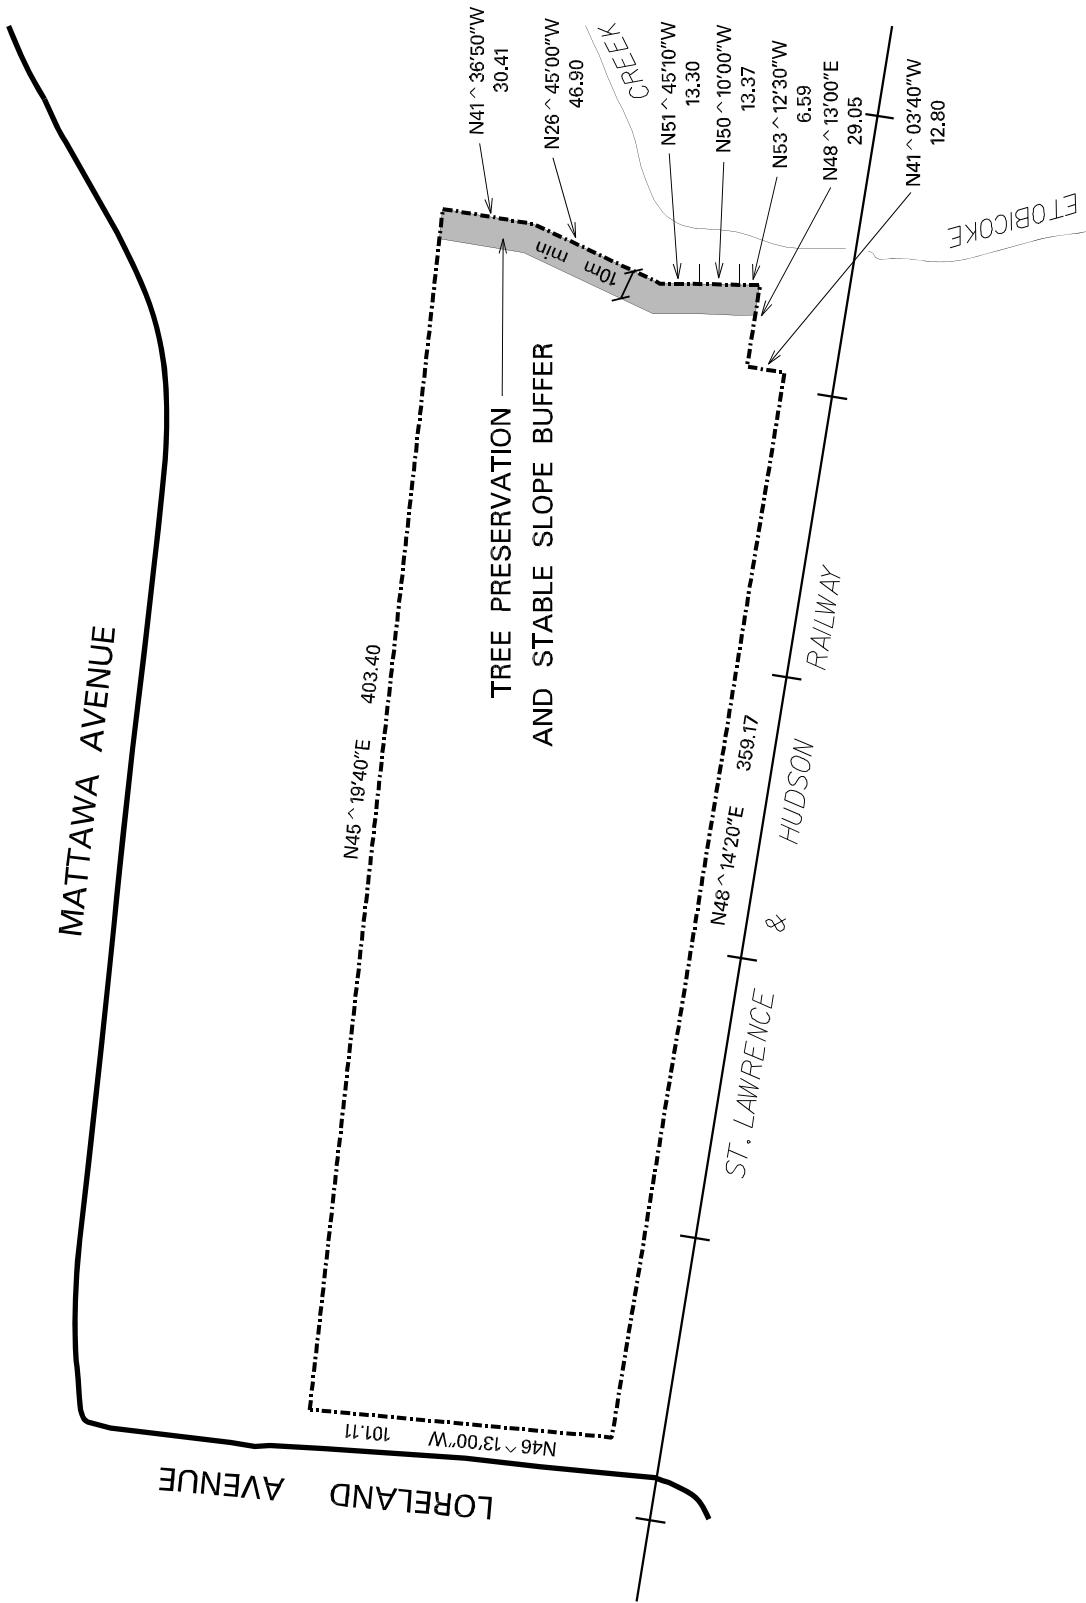 N41^36'50"W
30.41
N26^45'00"W
46.90
CREEK
N51^45'10"W
13.30
N50^10'00"W
13.37
N53^12'30"W
6.59
N48^13'00"E
29.05
N41^03'40"W
12.80
ETOBICOKE
10m min
TREE PRESERVATION
AND STABLE SLOPE BUFFER
MATTAWA AVENUE
N45^19'40"E 403.40
N48^14'20"E 359.17
ST. LAWRENCE & HUDSON RAILWAY
N46^13'00"W 101.11
LORELAND AVENUE